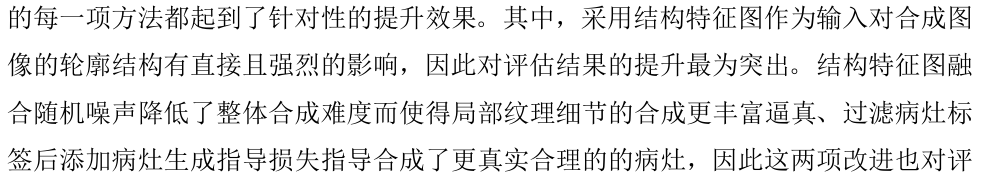 的每一项方法都起到了针对性的提升效果。其中，采用结构特征图作为输入对合成图
像的轮廓结构有直接且强烈的影响，因此对评估结果的提升最为突出。结构特征图融
合随机噪声降低了整体合成难度而使得局部纹理细节的合成更丰富逼真、过滤病灶标
签后添加病灶生成指导损失指导合成了更真实合理的的病灶，因此这两项改进也对评